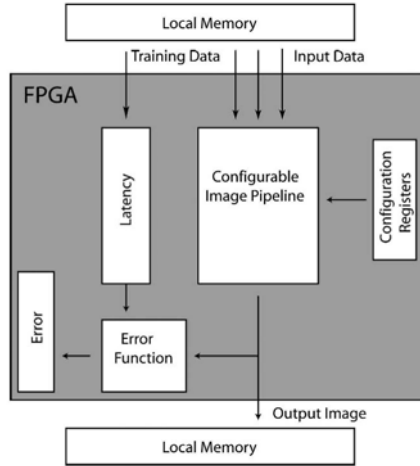 Local Memory
Training Data
Input Data
FPGA
Latency
Configurable
Image Pipeline
Configuration
Registers
Error
Error
Function
Output Image
Local Memory